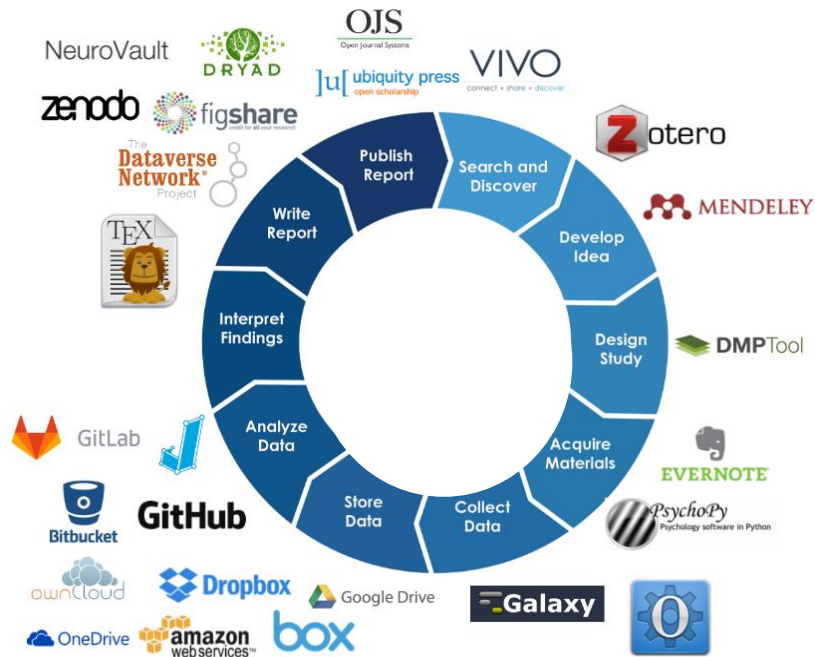 OJS
Open Journal Systems
NeuroVault
DRYAD
VIVO
connect • share • discover
]u[ ubiquity press
open scholarship
zenodo
figshare
credit for all your research
Zotero
The
Dataverse
Network®
Project
MENDELEY
TEX
Publish
Report
Search and
Discover
Develop
Idea
Design
Study
Acquire
Materials
Collect
Data
Store
Data
Analyze
Data
Interpret
Findings
Write
Report
DMPTool
GitLab
EVERNOTE®
Bitbucket
GitHub
PsychoPy
Psychology software in Python
ownCloud
Dropbox
Google Drive
Galaxy
O
OneDrive
amazon
webservices™
box